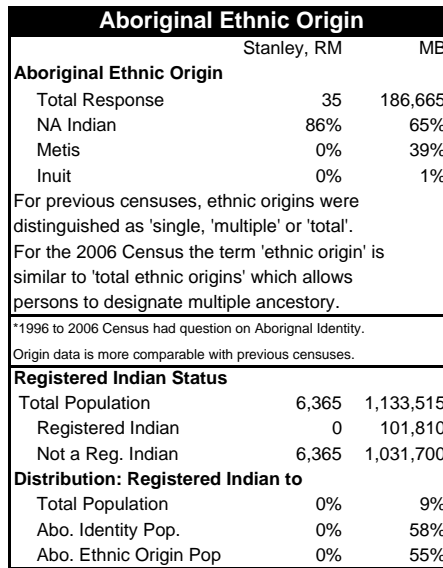 Aboriginal Ethnic Origin
Stanley, RM MB
Aboriginal Ethnic Origin
Total Response 35 186,665
NA Indian 86% 65%
Metis 0% 39%
Inuit 0% 1%
For previous censuses, ethnic origins were
distinguished as 'single, 'multiple' or 'total'.
For the 2006 Census the term 'ethnic origin' is
similar to 'total ethnic origins' which allows
persons to designate multiple ancestory.
*1996 to 2006 Census had question on Aborignal Identity.
Origin data is more comparable with previous censuses.
Registered Indian Status
Total Population 6,365 1,133,515
Registered Indian 0 101,810
Not a Reg. Indian 6,365 1,031,700
Distribution: Registered Indian to
Total Population 0% 9%
Abo. Identity Pop. 0% 58%
Abo. Ethnic Origin Pop 0% 55%